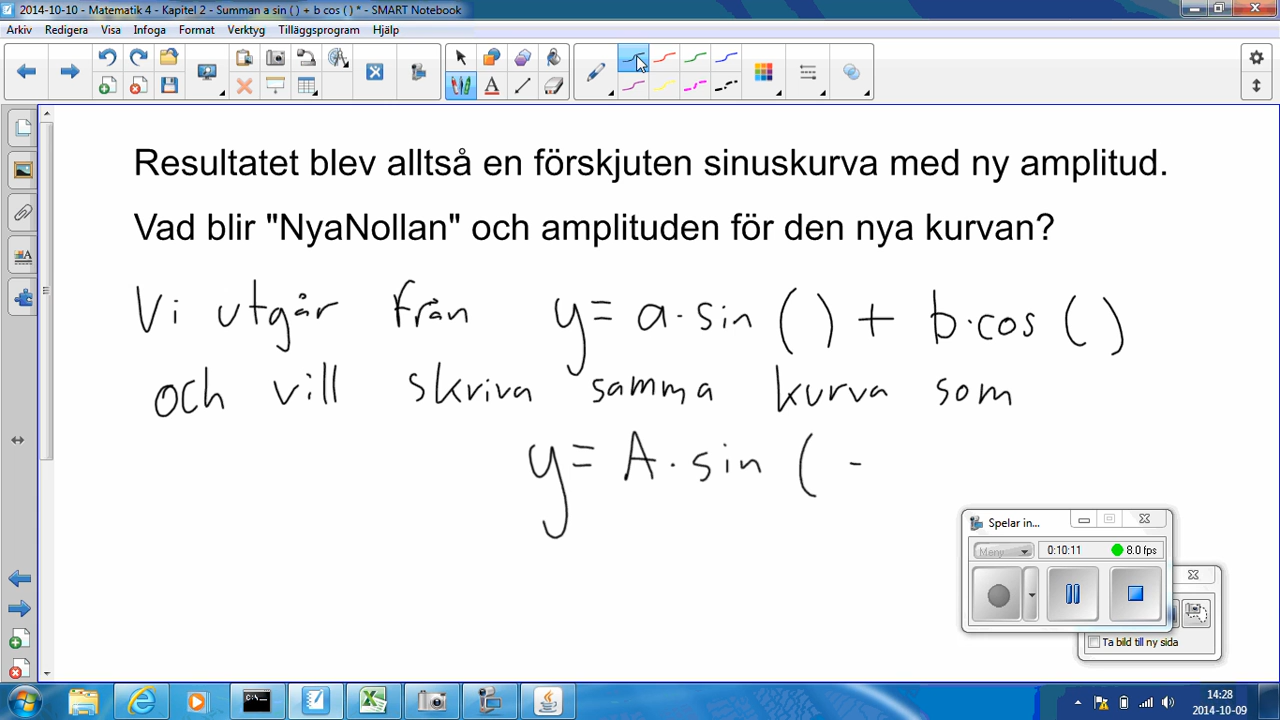 2014-10-10 - Matematik 4 - Kapitel 2 - Summan a sin ( ) + b cos ( ) * - SMART Notebook
Arkiv Redigera Visa Infoga Format Verktyg Tilläggsprogram Hjälp
Resultatet blev alltså en förskjuten sinuskurva med ny amplitud.
Vad blir "NyaNollan" och amplituden för den nya kurvan?
Vi utgår från y = a·sin ( ) + b·cos ( )
och vill skriva samma kurva som
y = A·sin ( -
Spelar in...
Meny 0:10:11 8.0 fps
Ta bild till ny sida
14:28
2014-10-09